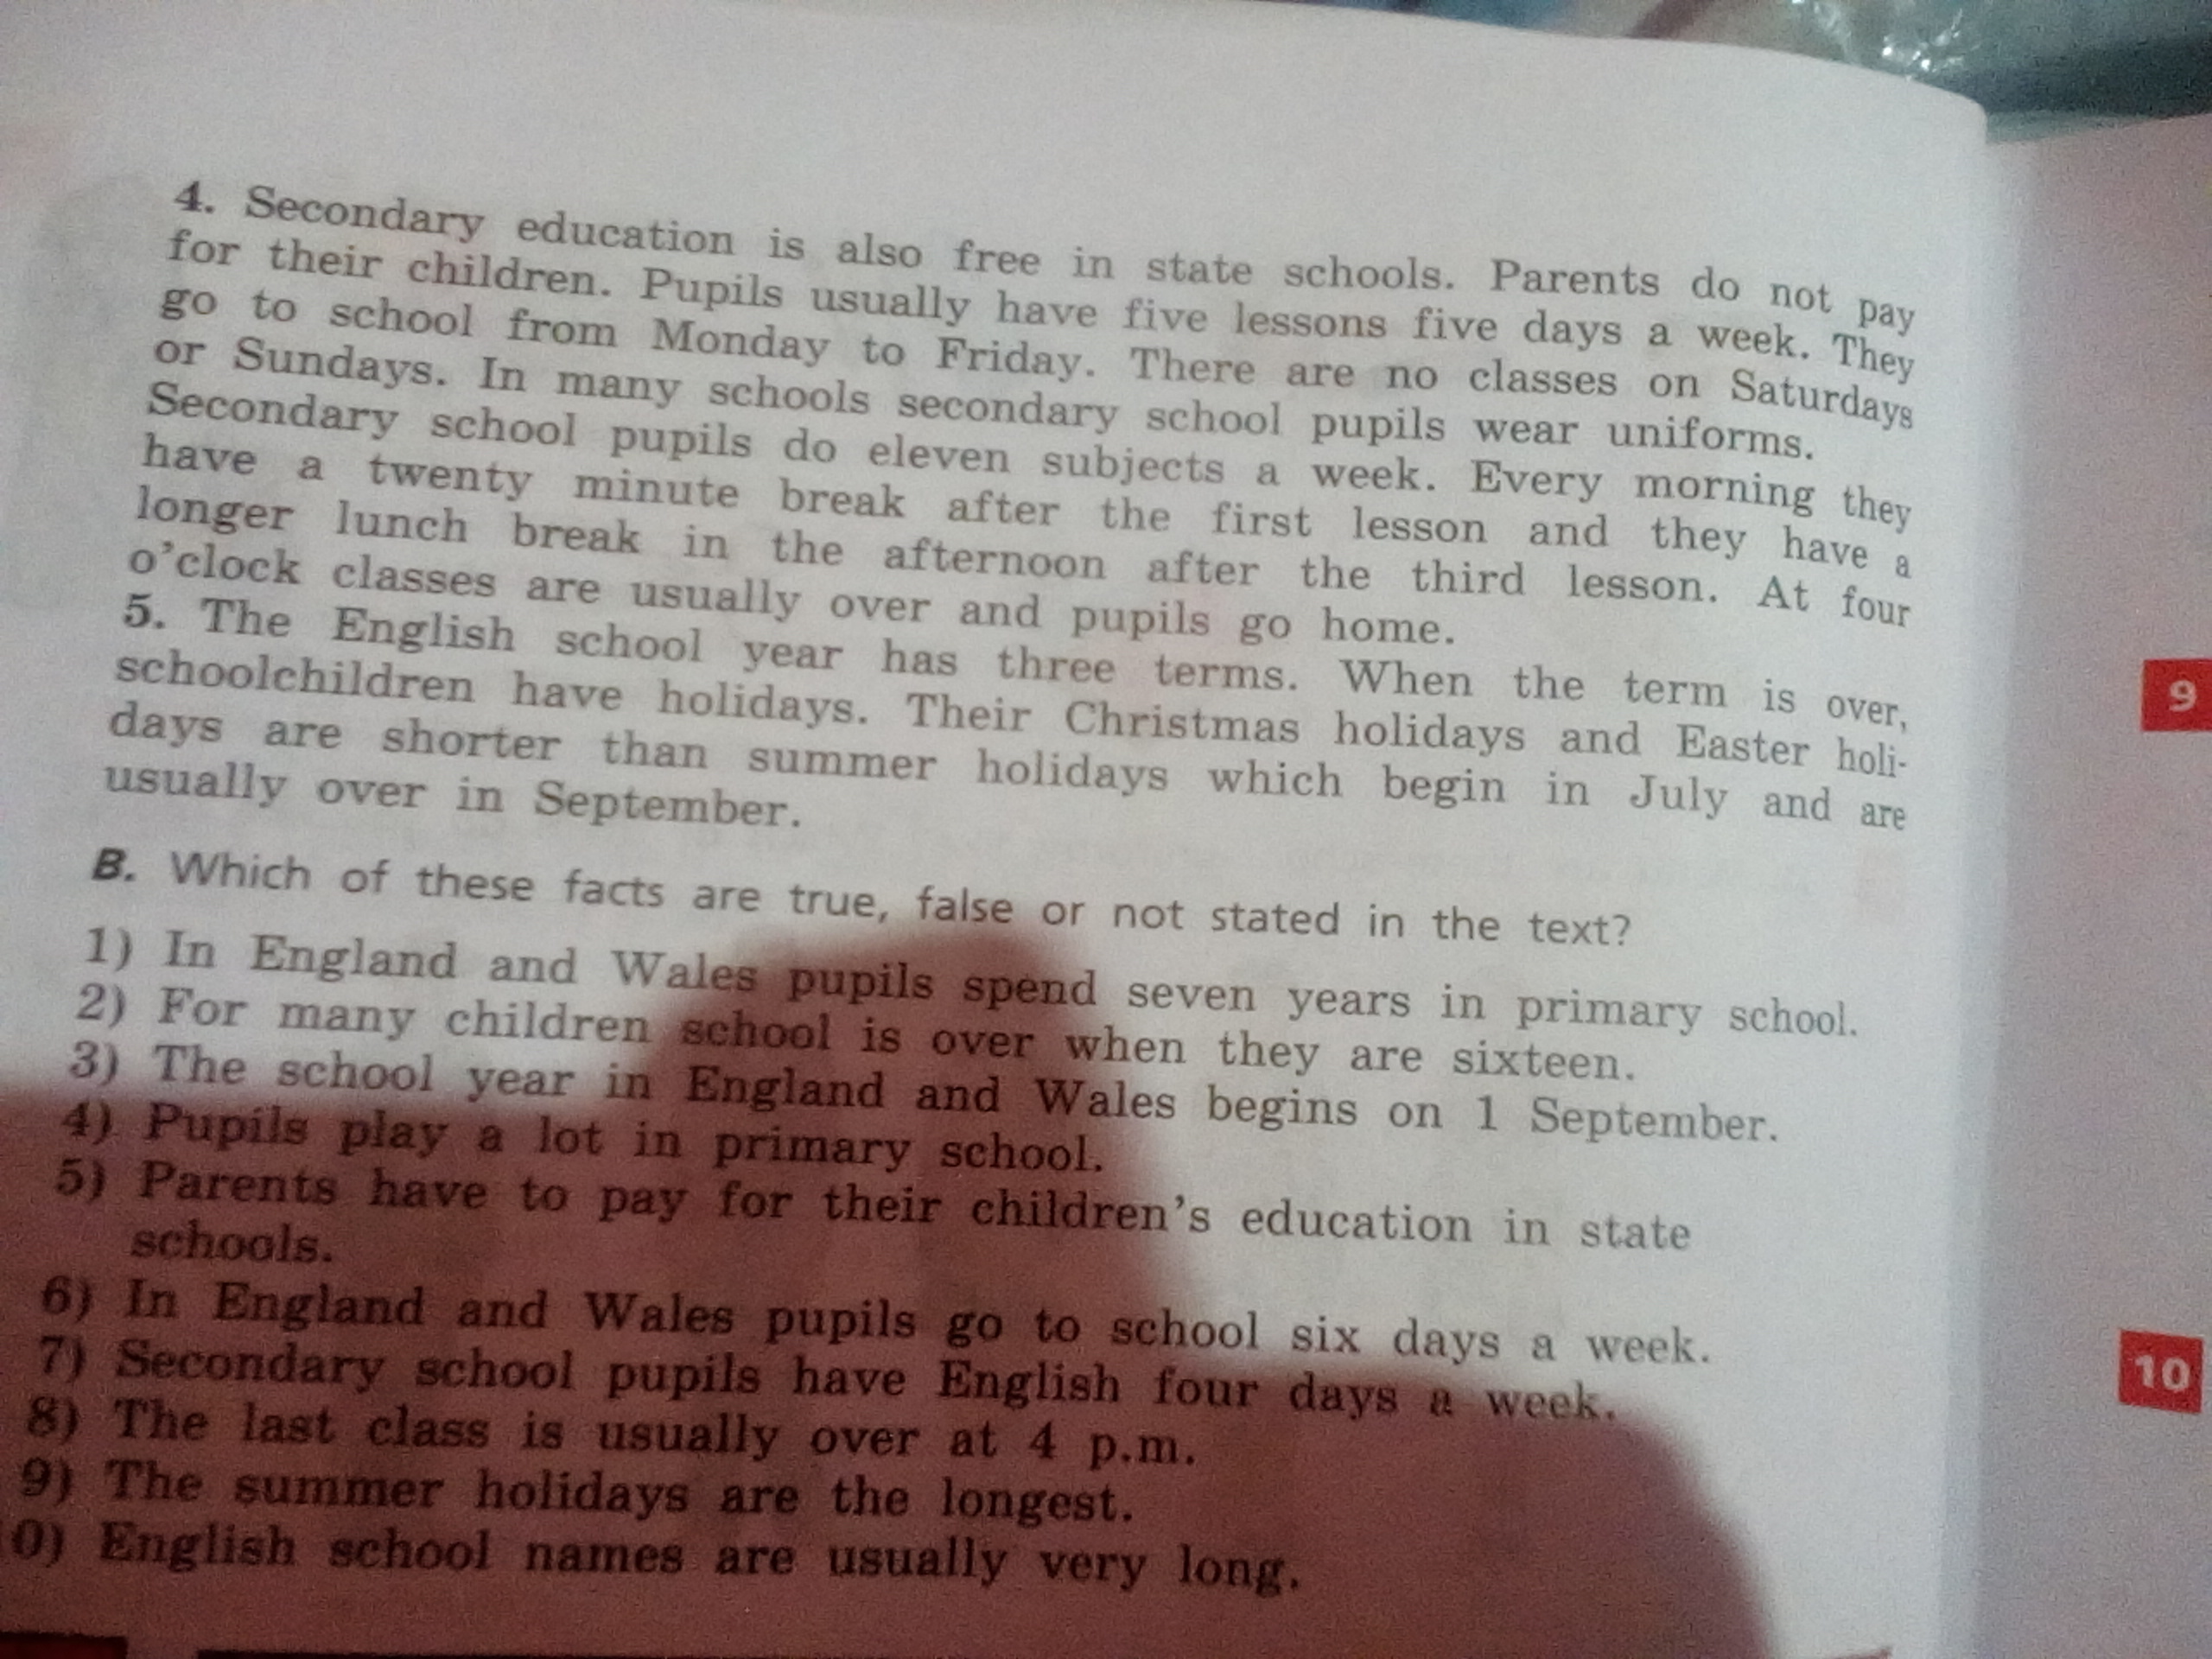 4. Secondary education is also free in state schools. Parents do not pay
for their children. Pupils usually have five lessons five days a week. They
go to school from Monday to Friday. There are no classes on Saturdays
or Sundays. In many schools secondary school pupils wear uniforms.
Secondary school pupils do eleven subjects a week. Every morning they
have a twenty minute break after the first lesson and they have a
longer lunch break in the afternoon after the third lesson. At four
o'clock classes are usually over and pupils go home.
5. The English school year has three terms. When the term is over,
schoolchildren have holidays. Their Christmas holidays and Easter holi-
days are shorter than summer holidays which begin in July and are
usually over in September.
B. Which of these facts are true, false or not stated in the text?
1) In England and Wales pupils spend seven years in primary school.
2) For many children school is over when they are sixteen.
3) The school year in England and Wales begins on 1 September.
4) Pupils play a lot in primary school.
5) Parents have to pay for their children's education in state
schools.
6) In England and Wales pupils go to school six days a week.
7) Secondary school pupils have English four days a week.
8) The last class is usually over at 4 p.m.
9) The summer holidays are the longest.
0) English school names are usually very long.
9
10